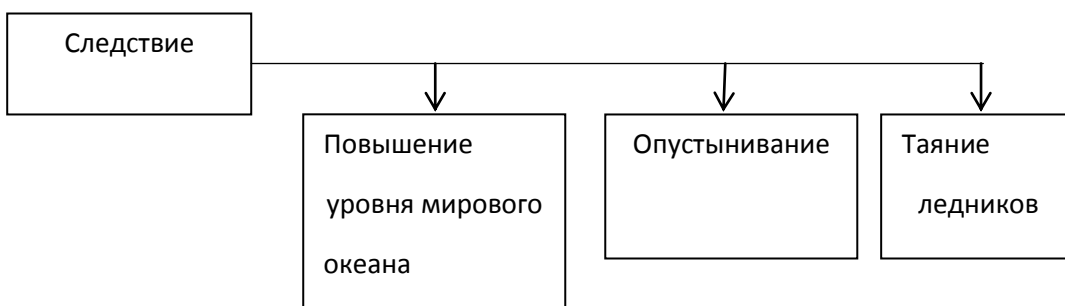 Следствие
Повышение
уровня мирового
океана
Опустынивание
Таяние
ледников